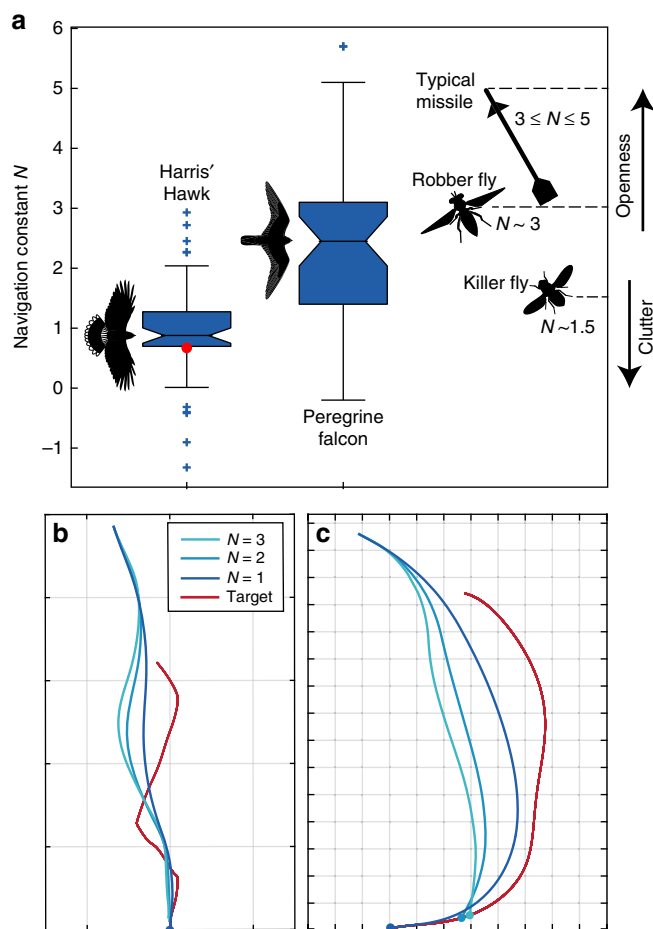 a
6
5
4
3
2
1
0
–1
Navigation constant N
Harris’
Hawk
Peregrine
falcon
Typical
missile
3 ≤ N ≤ 5
Robber fly
N ~ 3
Killer fly
N ~1.5
Openness
Clutter
b
N = 3
N = 2
N = 1
Target
c